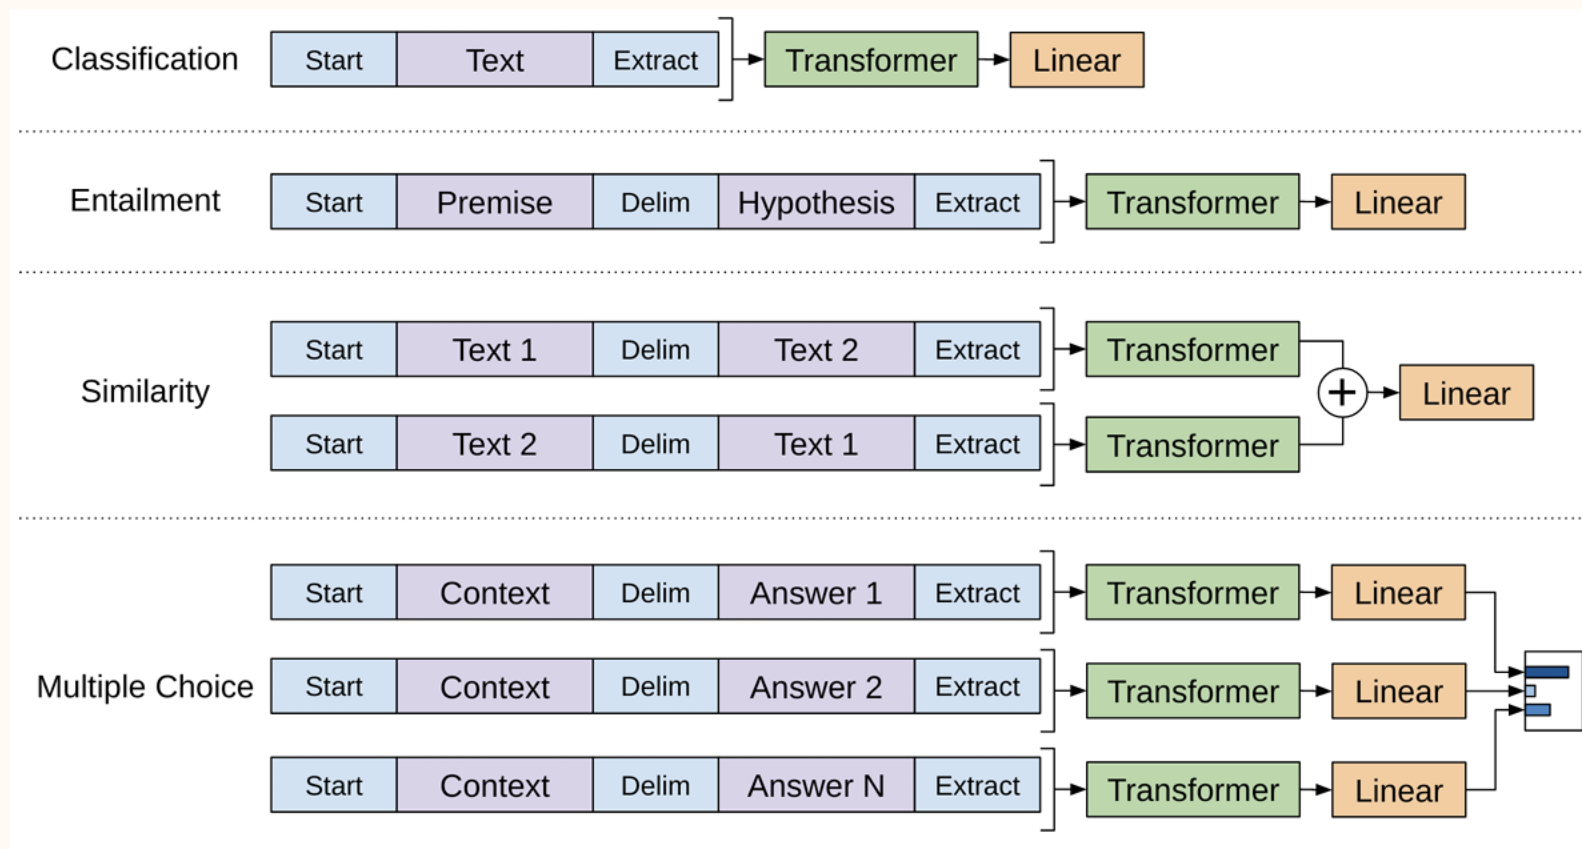 Classification Start Text Extract Transformer Linear
Entailment Start Premise Delim Hypothesis Extract Transformer Linear
Start Text 1 Delim Text 2 Extract Transformer
Similarity + Linear
Start Text 2 Delim Text 1 Extract Transformer
Start Context Delim Answer 1 Extract Transformer Linear
Multiple Choice Start Context Delim Answer 2 Extract Transformer Linear
Start Context Delim Answer N Extract Transformer Linear